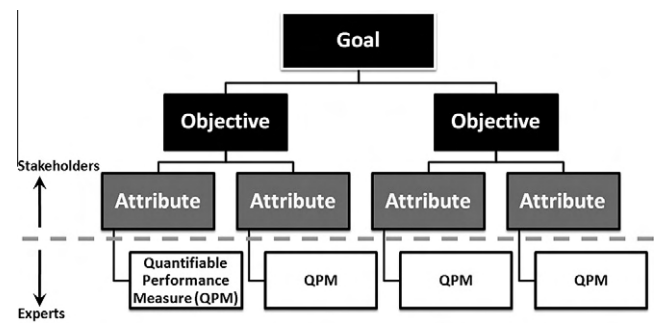 Goal
Objective
Objective
Stakeholders
Attribute
Attribute
Attribute
Attribute
Quantifiable
Performance
Measure (QPM)
QPM
QPM
QPM
Experts